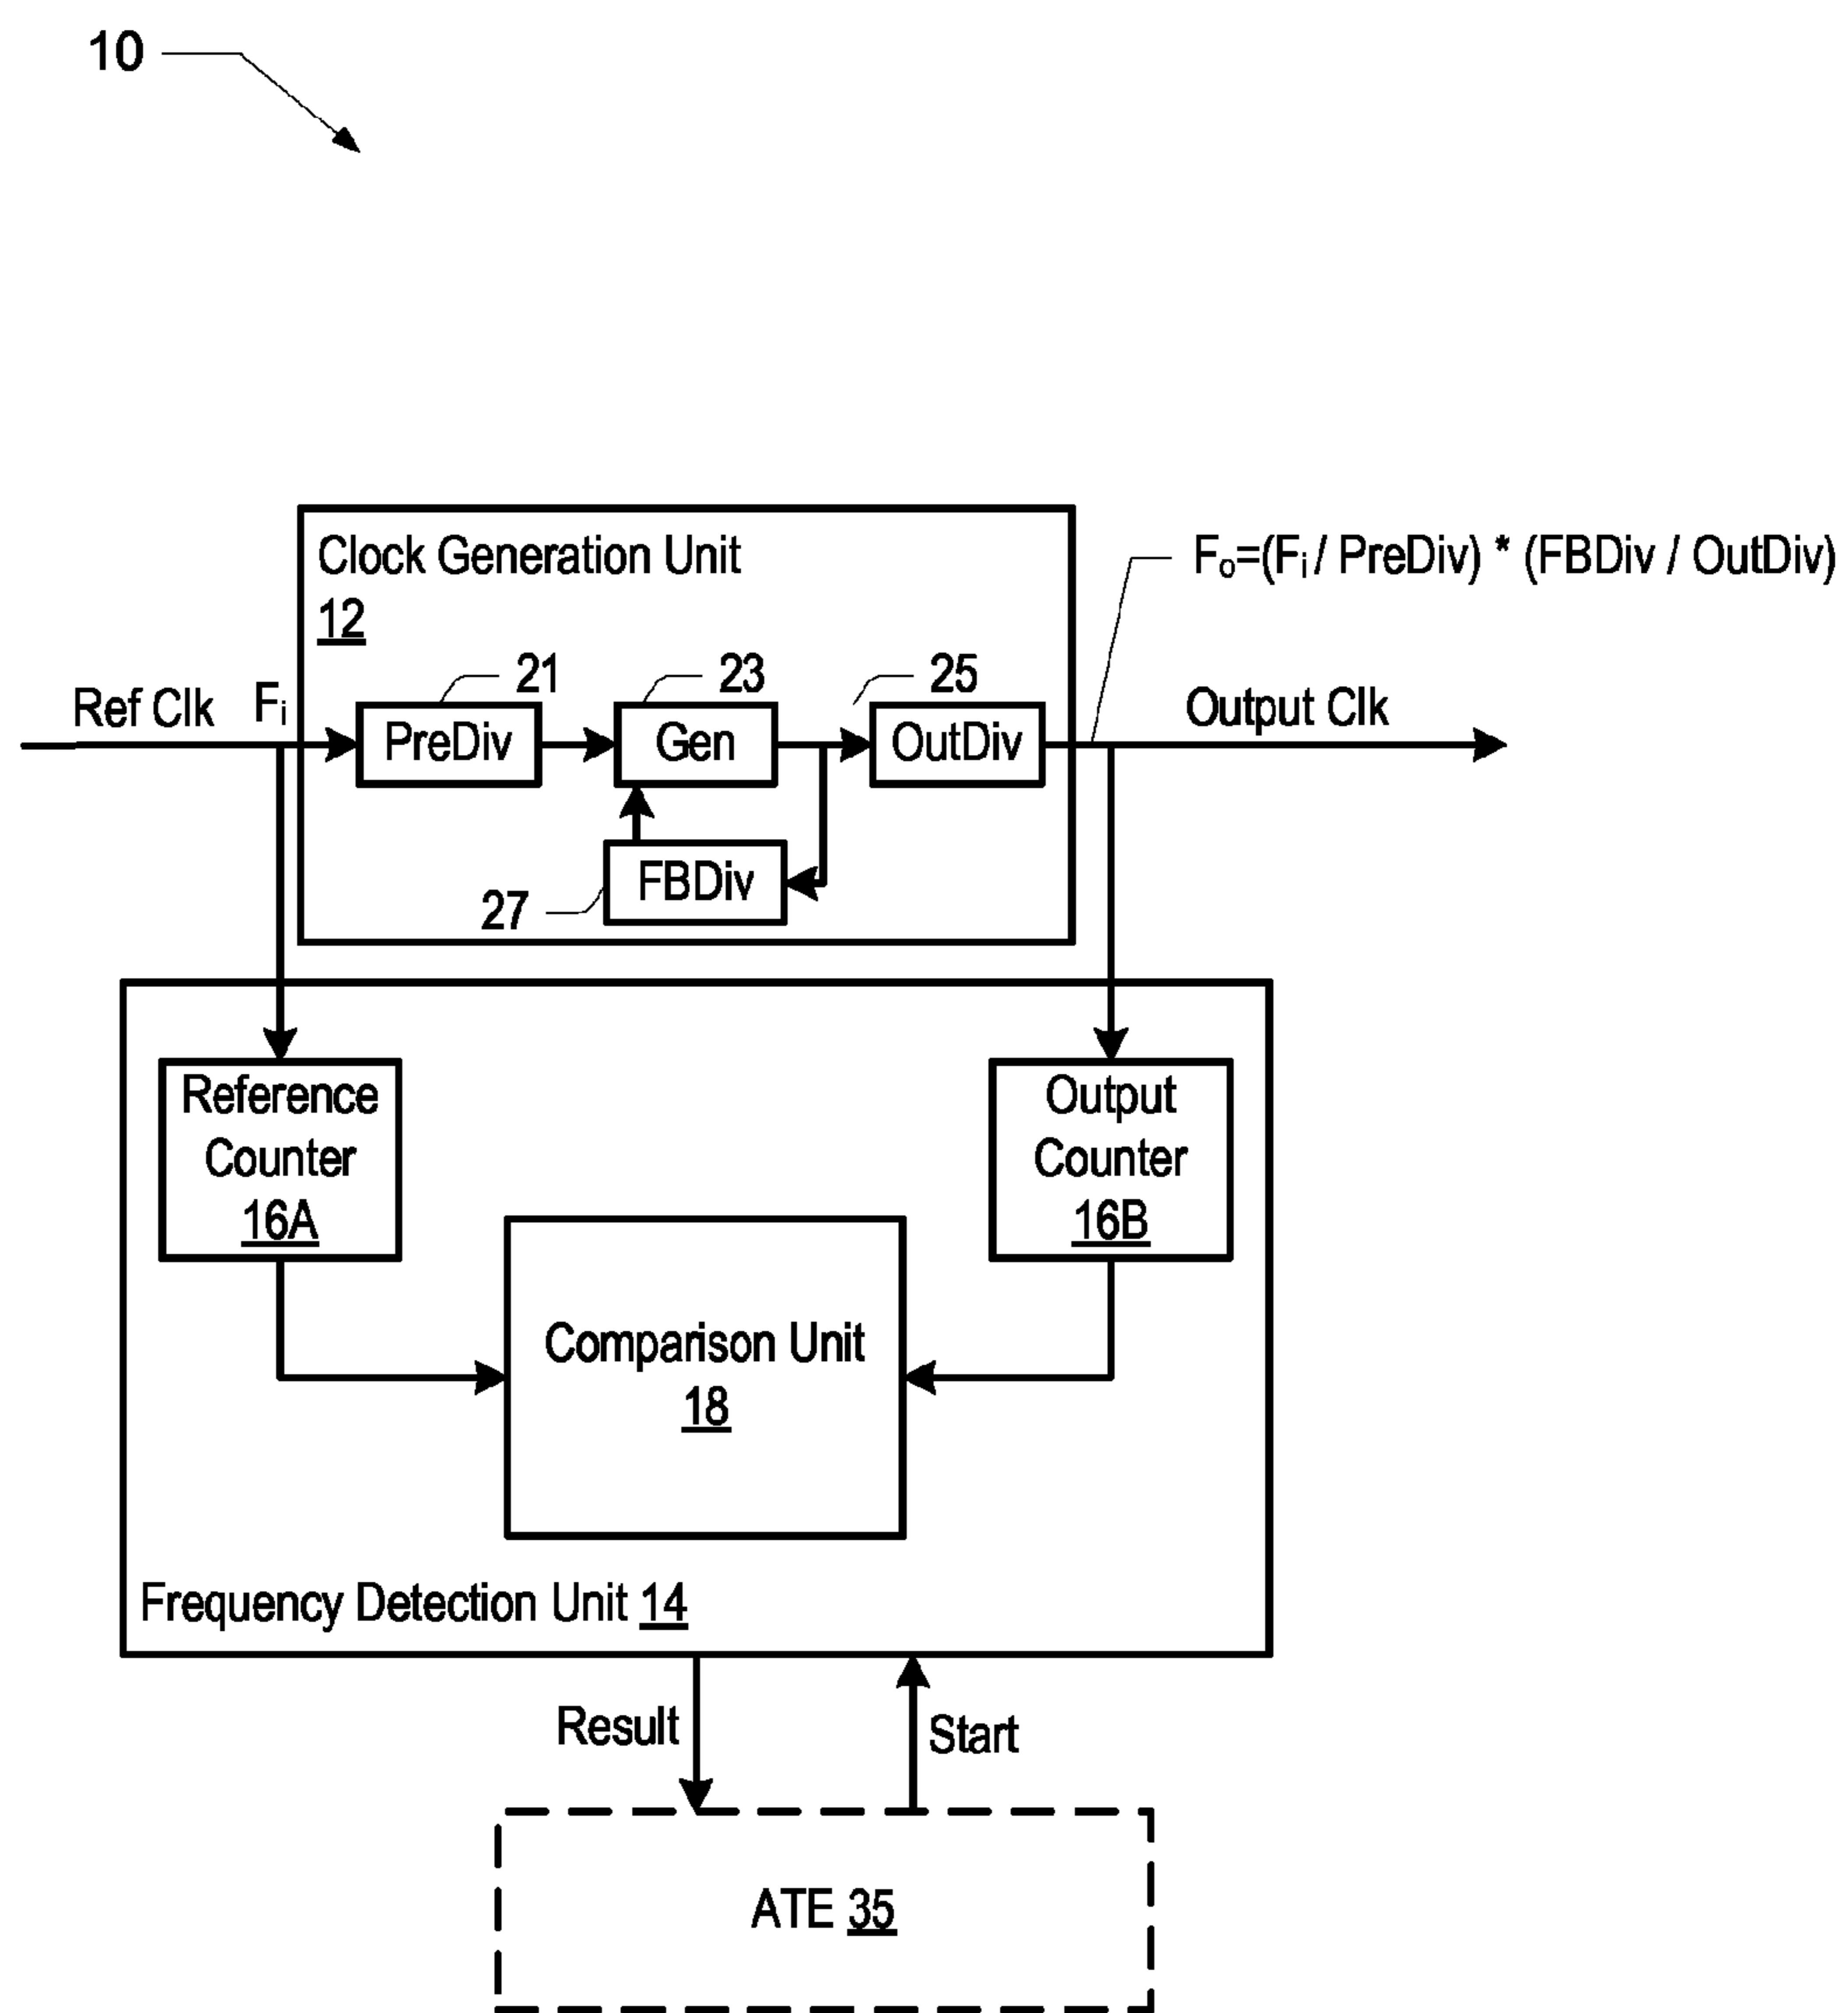 10
Clock Generation Unit
12
Fₒ=(Fᵢ / PreDiv) * (FBDiv / OutDiv)
21
23
25
Ref Clk
Fᵢ
PreDiv
Gen
OutDiv
Output Clk
FBDiv
27
Reference
Counter
16A
Output
Counter
16B
Comparison Unit
18
Frequency Detection Unit 14
Result
Start
ATE 35